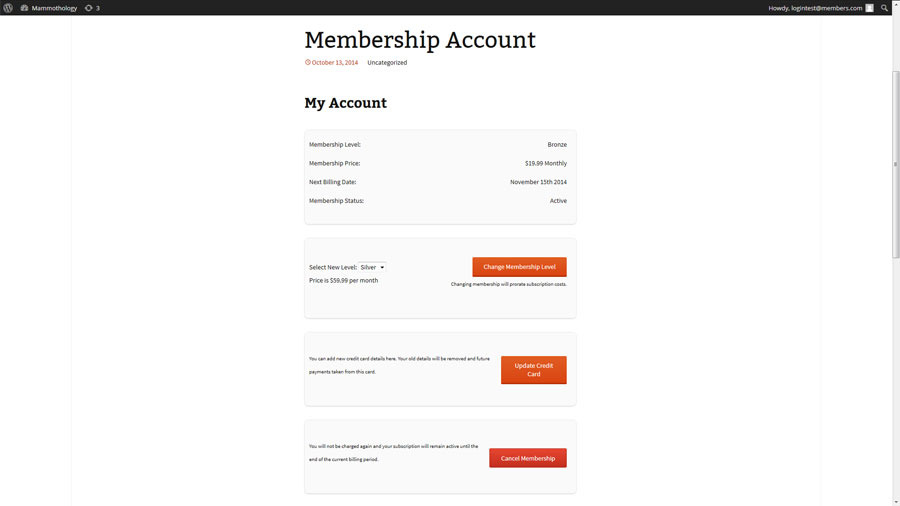 Mammothology 3 Howdy, logintest@members.com
Membership Account
October 13, 2014 Uncategorized
My Account
Membership Level: Bronze
Membership Price: $19.99 Monthly
Next Billing Date: November 15th 2014
Membership Status: Active
Select New Level: Silver Change Membership Level
Price is $59.99 per month
Changing membership will prorate subscription costs.
You can add new credit card details here. Your old details will be removed and future
payments taken from this card.
Update Credit
Card
You will not be charged again and your subscription will remain active until the
end of the current billing period.
Cancel Membership